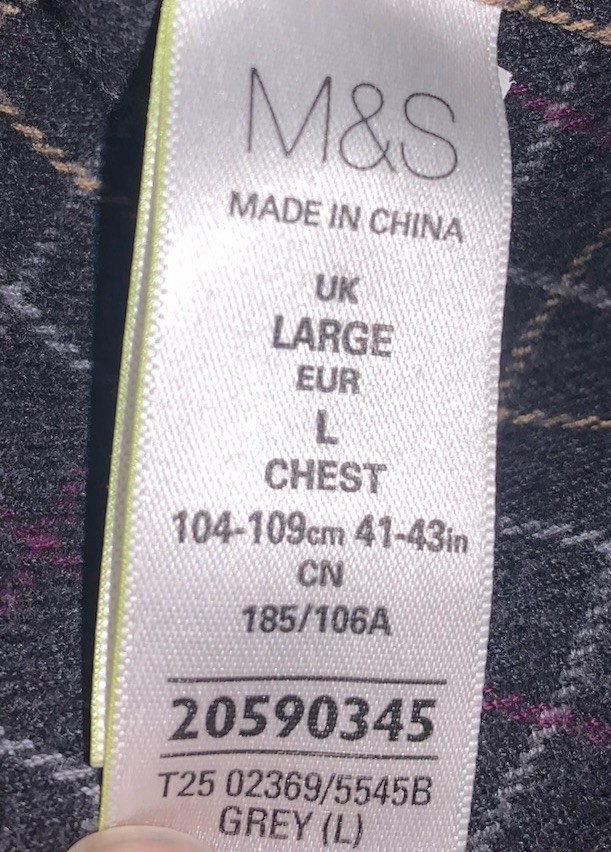 M&S
MADE IN CHINA
UK
LARGE
EUR
L
CHEST
104-109cm 41-43in
CN
185/106A
20590345
T25 02369/5545B
GREY (L)